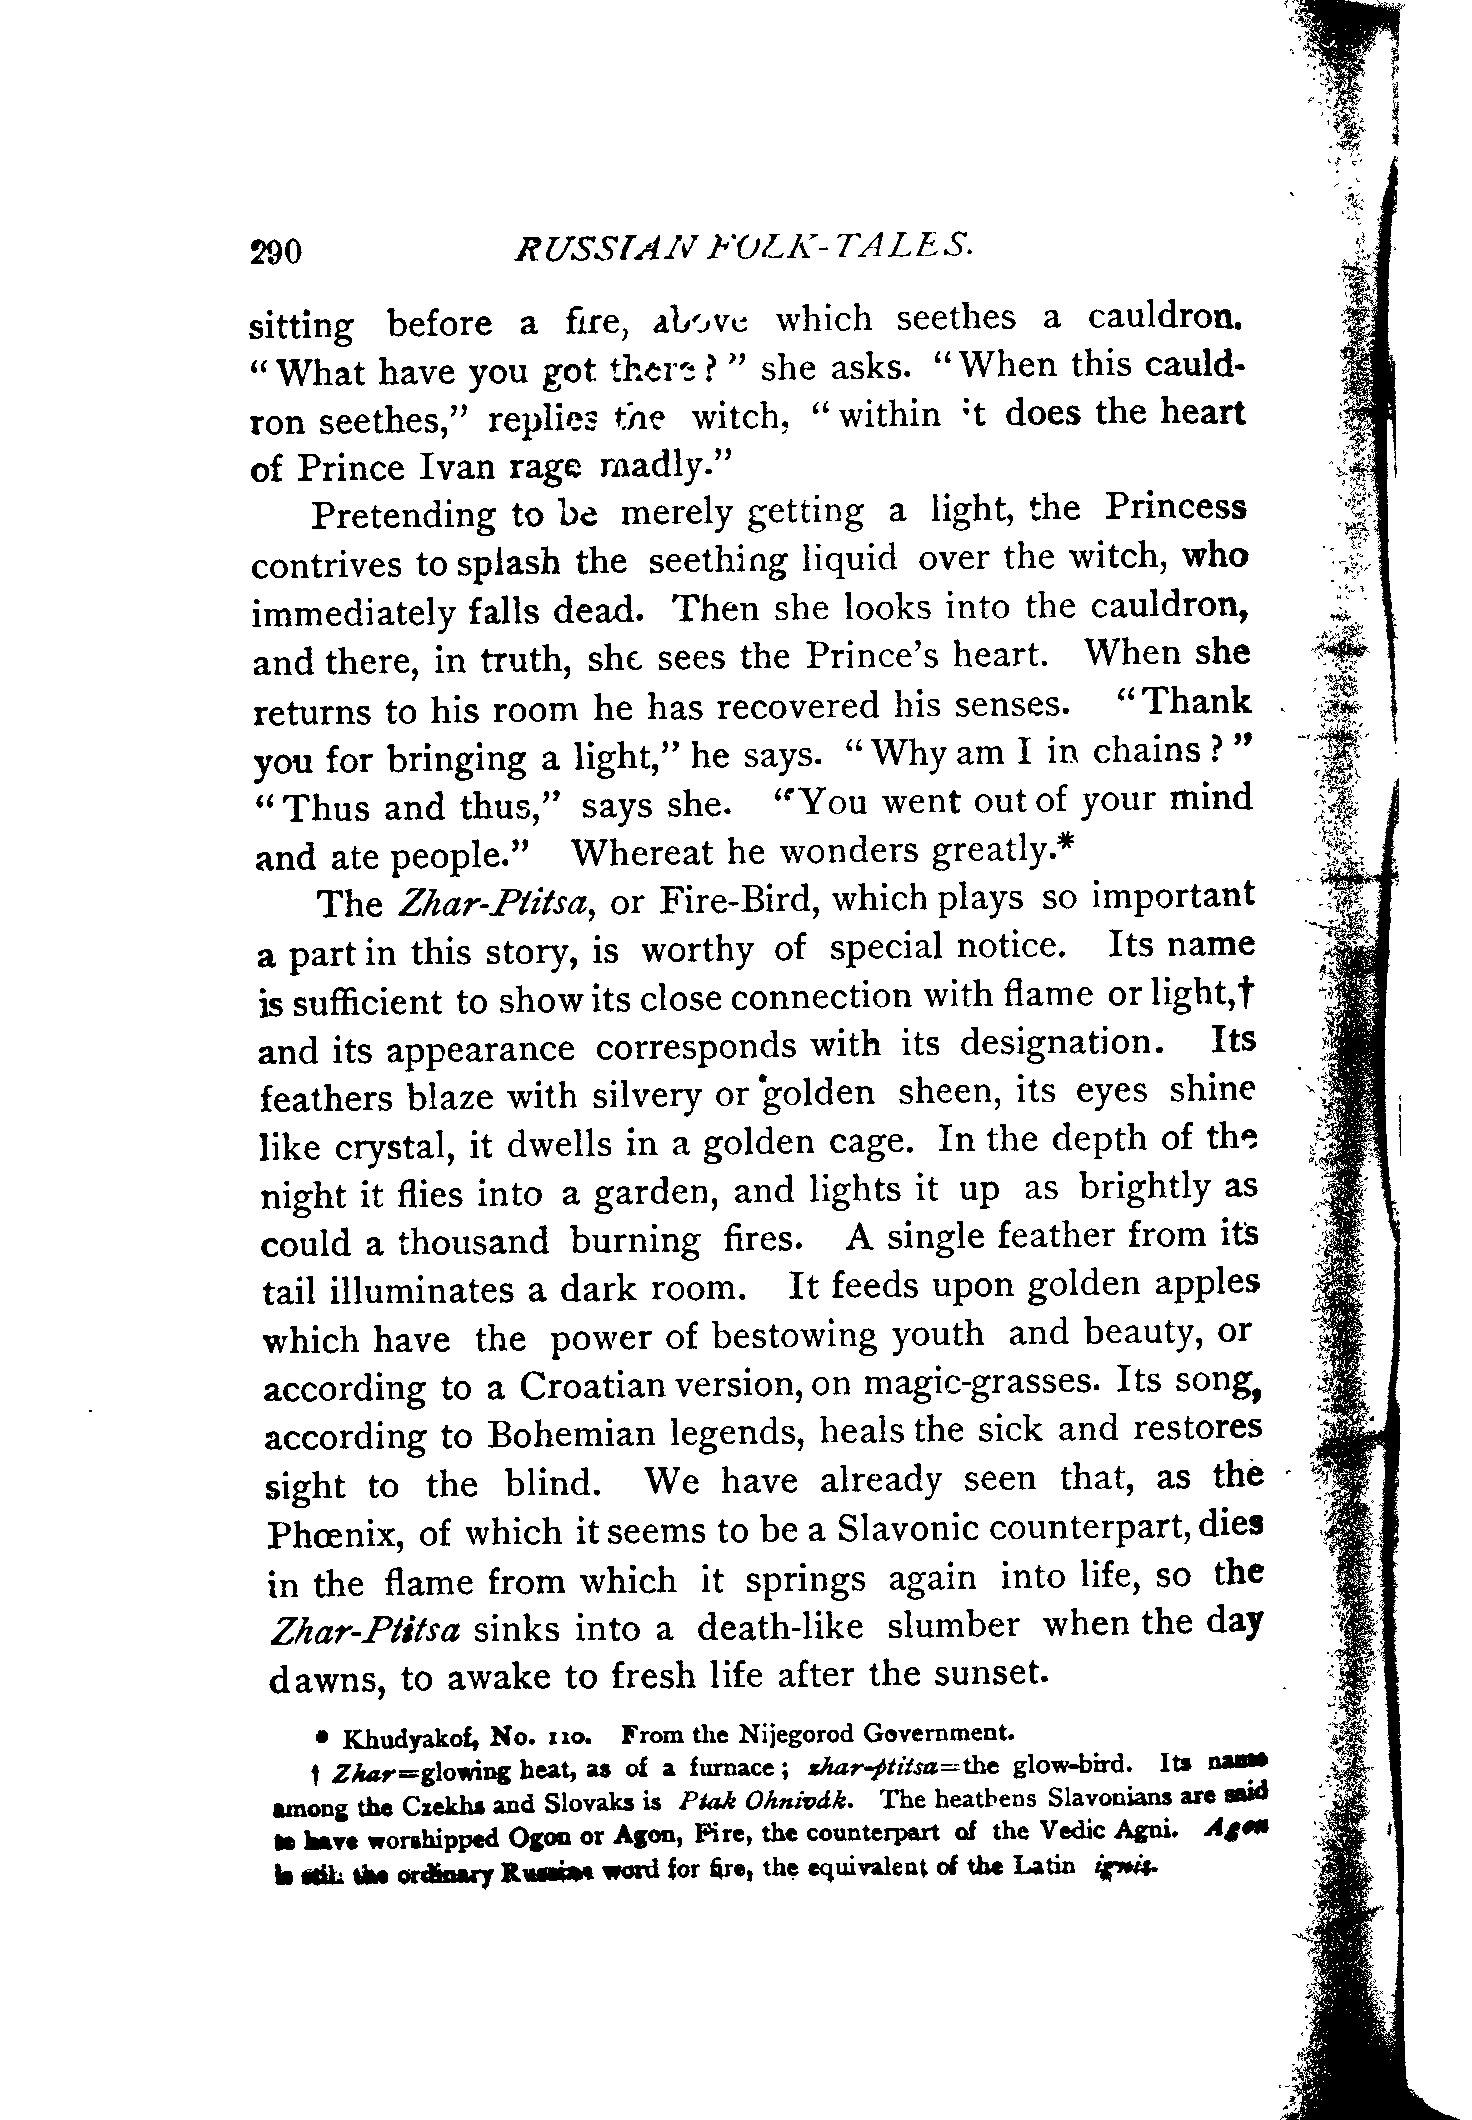 290 RUSSIAN FOLK-TALES.
sitting before a fire, above which seethes a cauldron.
“What have you got there?” she asks. “When this cauld-
ron seethes,” replies the witch, “within it does the heart
of Prince Ivan rage madly.”
Pretending to be merely getting a light, the Princess
contrives to splash the seething liquid over the witch, who
immediately falls dead. Then she looks into the cauldron,
and there, in truth, she sees the Prince’s heart. When she
returns to his room he has recovered his senses. “Thank
you for bringing a light,” he says. “Why am I in chains?”
“Thus and thus,” says she. “You went out of your mind
and ate people.” Whereat he wonders greatly.*
The Zhar-Ptitsa, or Fire-Bird, which plays so important
a part in this story, is worthy of special notice. Its name
is sufficient to show its close connection with flame or light,†
and its appearance corresponds with its designation. Its
feathers blaze with silvery or golden sheen, its eyes shine
like crystal, it dwells in a golden cage. In the depth of the
night it flies into a garden, and lights it up as brightly as
could a thousand burning fires. A single feather from its
tail illuminates a dark room. It feeds upon golden apples
which have the power of bestowing youth and beauty, or
according to a Croatian version, on magic-grasses. Its song,
according to Bohemian legends, heals the sick and restores
sight to the blind. We have already seen that, as the
Phœnix, of which it seems to be a Slavonic counterpart, dies
in the flame from which it springs again into life, so the
Zhar-Ptitsa sinks into a death-like slumber when the day
dawns, to awake to fresh life after the sunset.
* Khudyakof, No. 110. From the Nijegorod Government.
† Zhar=glowing heat, as of a furnace; zhar-ptitsa=the glow-bird. Its name
among the Czekhs and Slovaks is Ptak Ohnivák. The heathens Slavonians are said
to have worshipped Ogon or Agon, Fire, the counterpart of the Vedic Agni. Agon
is still the ordinary Russian word for fire, the equivalent of the Latin ignis.